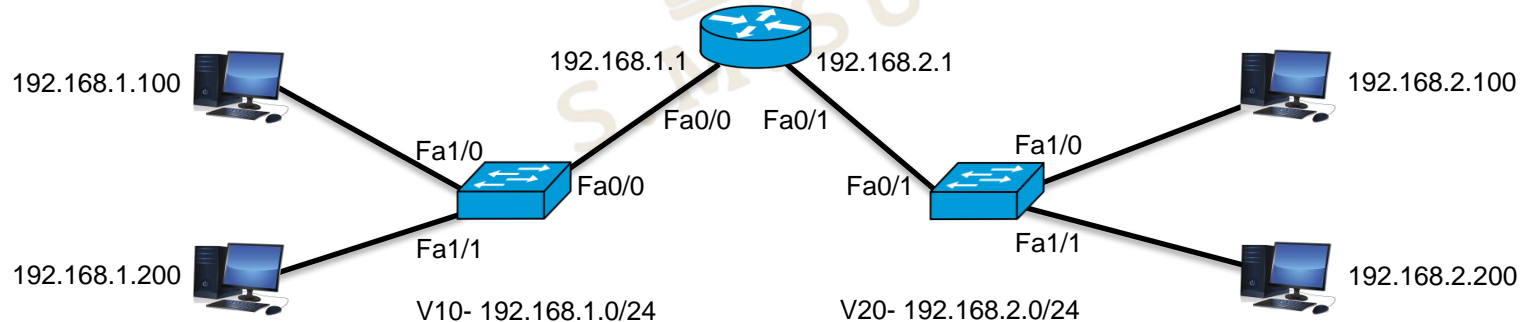 192.168.1.1
192.168.2.1
192.168.1.100
192.168.2.100
Fa0/0
Fa0/1
Fa1/0
Fa1/0
Fa0/0
Fa0/1
Fa1/1
Fa1/1
192.168.1.200
192.168.2.200
V10- 192.168.1.0/24
V20- 192.168.2.0/24